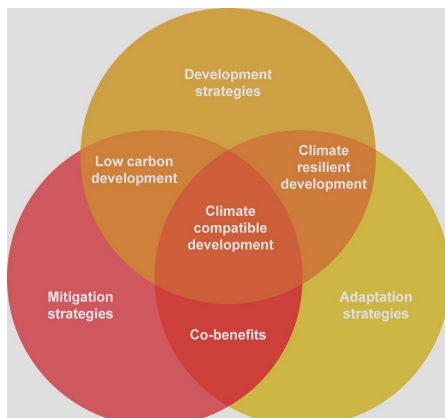 Development
strategies
Low carbon
development
Climate
resilient
development
Climate
compatible
development
Mitigation
strategies
Adaptation
strategies
Co-benefits